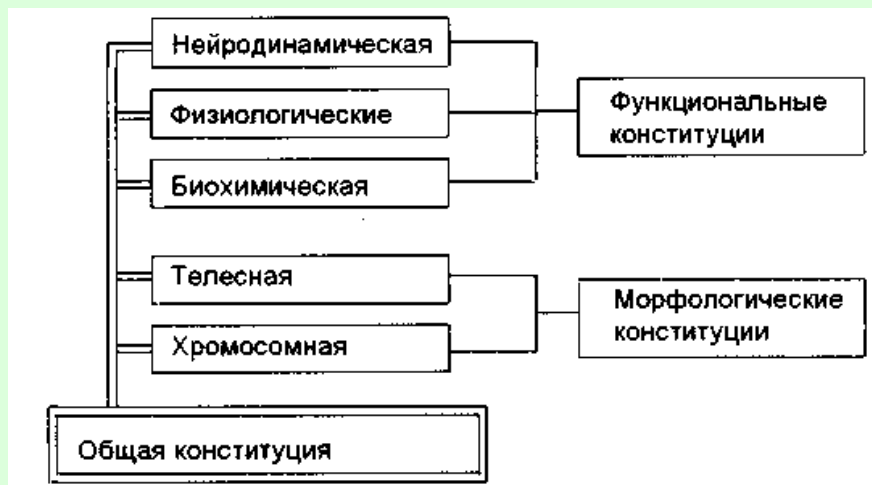 Нейродинамическая
Физиологические
Биохимическая
Функциональные
конституции
Телесная
Хромосомная
Морфологические
конституции
Общая конституция